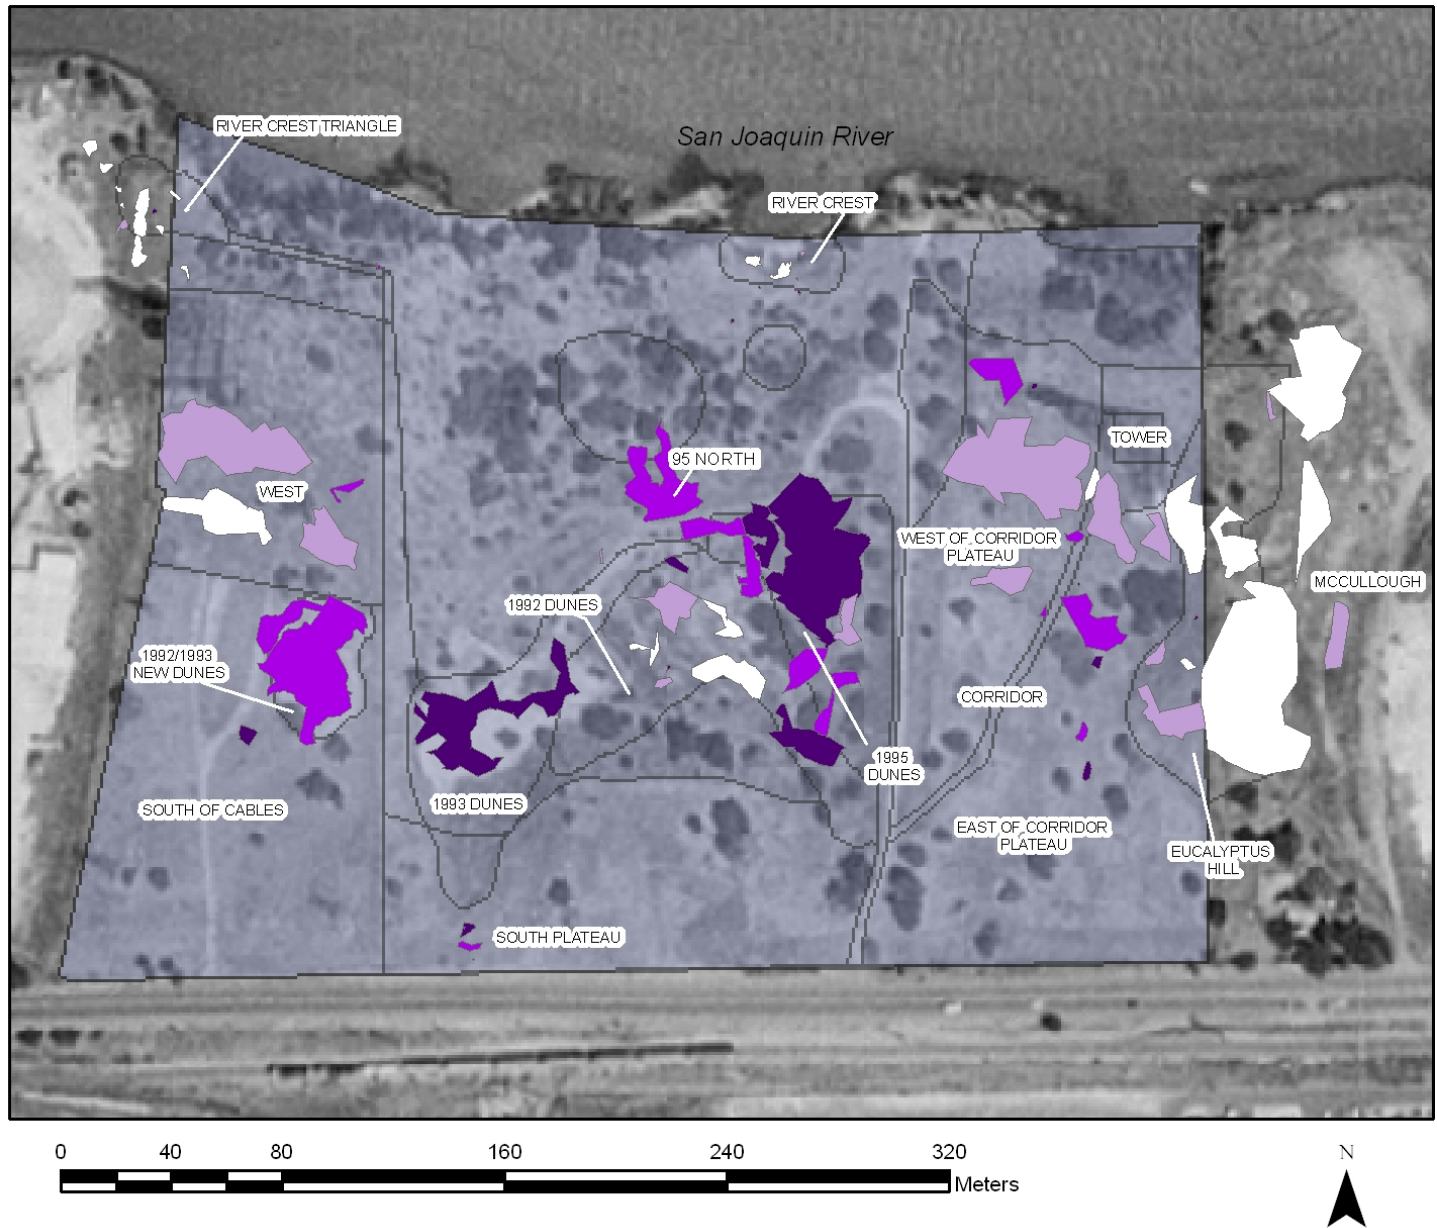 RIVER CREST TRIANGLE
San Joaquin River
RIVER CREST
TOWER
95 NORTH
WEST
WEST OF CORRIDOR
PLATEAU
MCCULLOUGH
1992 DUNES
1992/1993
NEW DUNES
CORRIDOR
1995
DUNES
1993 DUNES
SOUTH OF CABLES
EAST OF CORRIDOR
PLATEAU
EUCALYPTUS
HILL
SOUTH PLATEAU
0 40 80 160 240 320
Meters
N